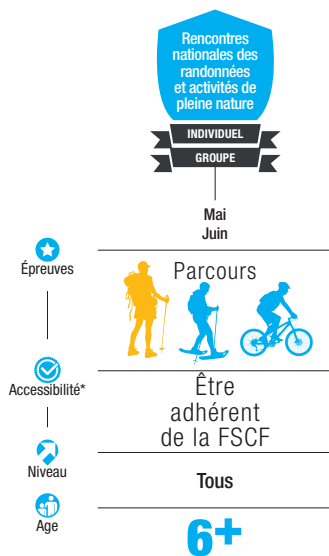 Rencontres
nationales des
randonnées
et activités de
pleine nature
INDIVIDUEL
GROUPE
Mai
Juin
Épreuves
Parcours
Accessibilité*
Être
adhérent
de la FSCF
Niveau
Tous
Age
6+